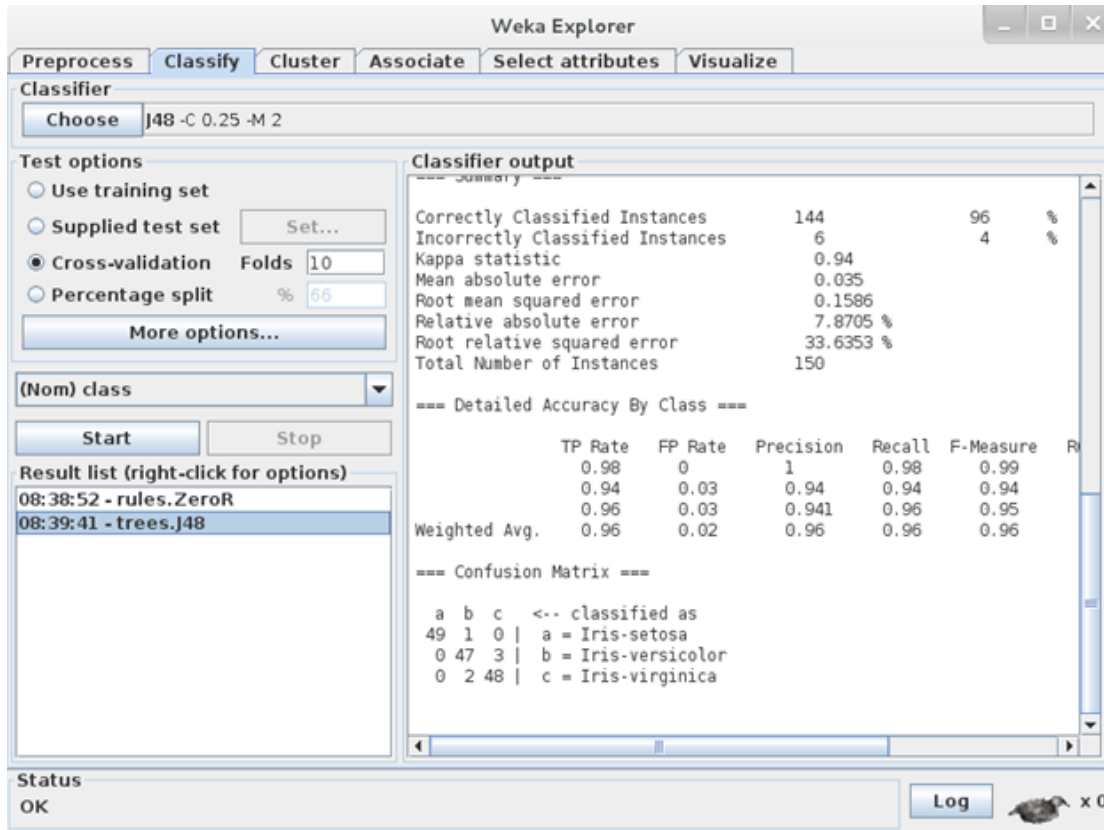 Weka Explorer
Preprocess Classify Cluster Associate Select attributes Visualize
Classifier
Choose J48 -C 0.25 -M 2
Test options
Use training set
Supplied test set Set...
Cross-validation Folds 10
Percentage split % 66
More options...
(Nom) class
Start Stop
Result list (right-click for options)
08:38:52 - rules.ZeroR
08:39:41 - trees.J48
Classifier output
=== Summary ===
Correctly Classified Instances 144 96 %
Incorrectly Classified Instances 6 4 %
Kappa statistic 0.94
Mean absolute error 0.035
Root mean squared error 0.1586
Relative absolute error 7.8705 %
Root relative squared error 33.6353 %
Total Number of Instances 150
=== Detailed Accuracy By Class ===
TP Rate FP Rate Precision Recall F-Measure
0.98 0 1 0.98 0.99
0.94 0.03 0.94 0.94 0.94
0.96 0.03 0.941 0.96 0.95
Weighted Avg. 0.96 0.02 0.96 0.96 0.96
=== Confusion Matrix ===
a b c <-- classified as
49 1 0 | a = Iris-setosa
0 47 3 | b = Iris-versicolor
0 2 48 | c = Iris-virginica
Status
OK
Log x 0